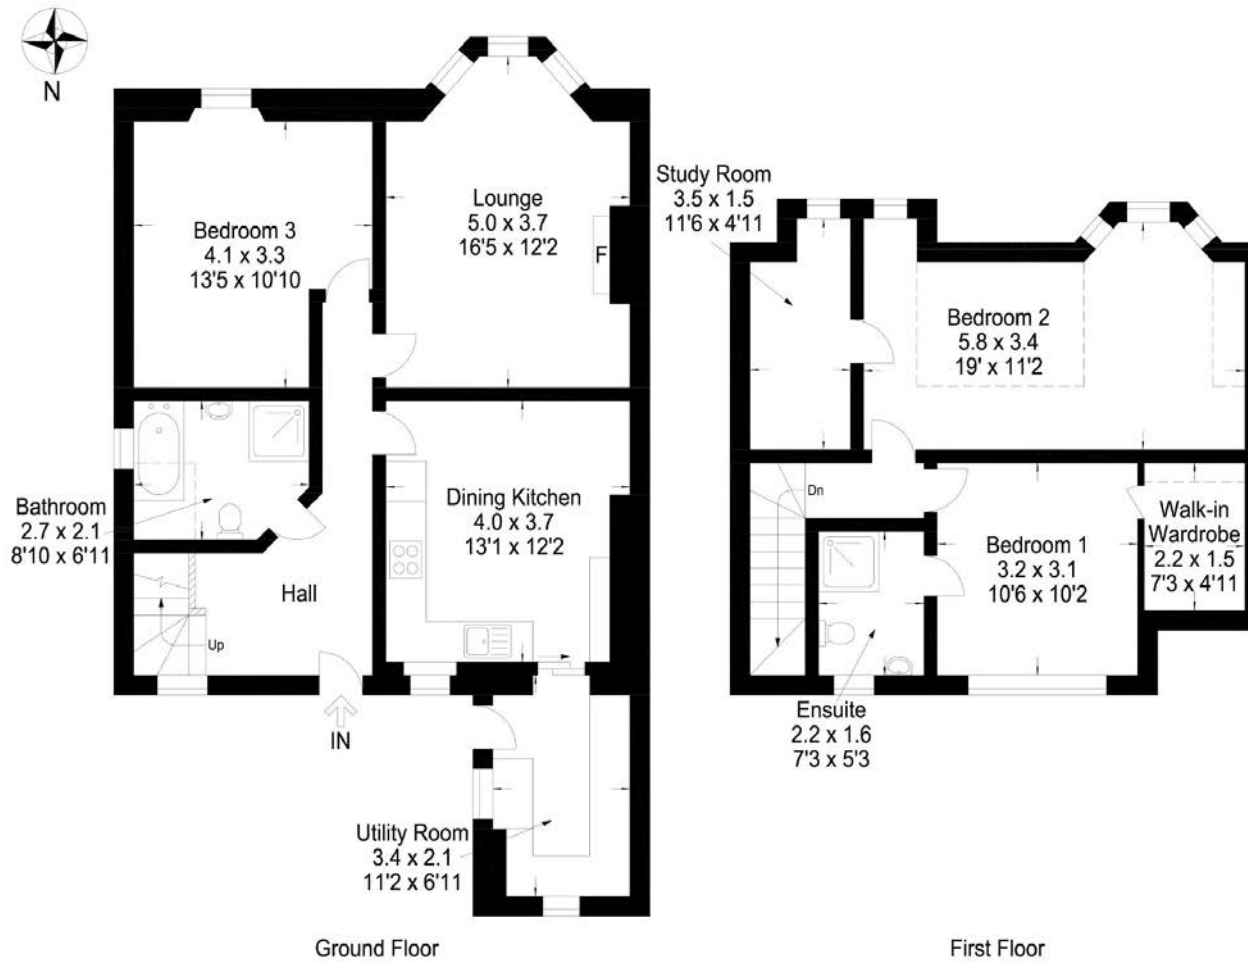 N
Bedroom 3
4.1 x 3.3
13'5 x 10'10
Lounge
5.0 x 3.7
16'5 x 12'2
F
Bathroom
2.7 x 2.1
8'10 x 6'11
Dining Kitchen
4.0 x 3.7
13'1 x 12'2
Hall
Up
IN
Utility Room
3.4 x 2.1
11'2 x 6'11
Ground Floor
Study Room
3.5 x 1.5
11'6 x 4'11
Bedroom 2
5.8 x 3.4
19' x 11'2
Dn
Bedroom 1
3.2 x 3.1
10'6 x 10'2
Walk-in
Wardrobe
2.2 x 1.5
7'3 x 4'11
Ensuite
2.2 x 1.6
7'3 x 5'3
First Floor